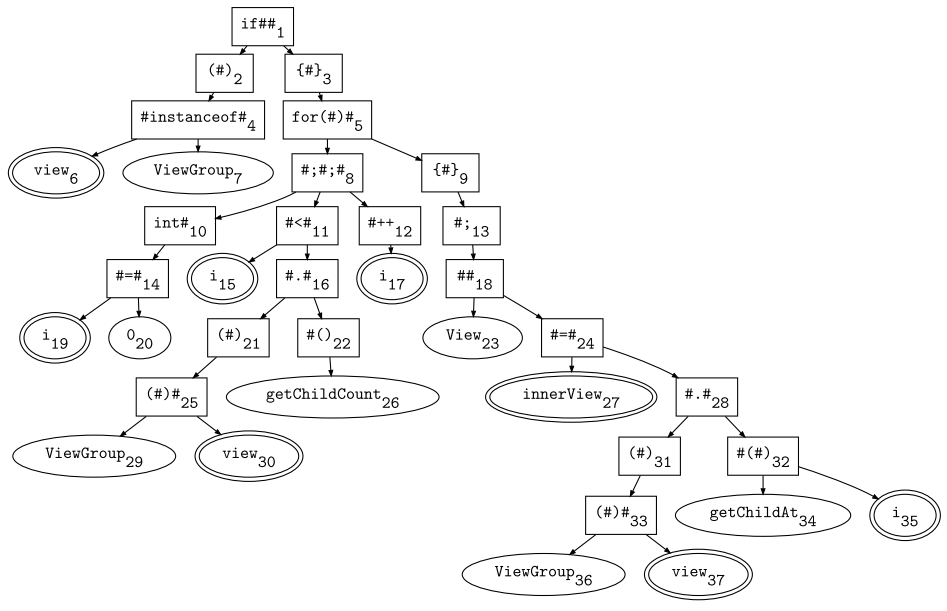 if##1
(#)2 {#}3
#instanceof#4 for(#)#5
view6 ViewGroup7 #;#;#8 {#}9
int#10 #<#11 #++12 #;13
#=#14 i15 #.#16 i17 ##18
i19 020 (#)21 #()22 View23 #=#24
(#)#25 getChildCount26 innerView27 #.#28
ViewGroup29 view30 (#)31 #(#)32
(#)#33 getChildAt34 i35
ViewGroup36 view37